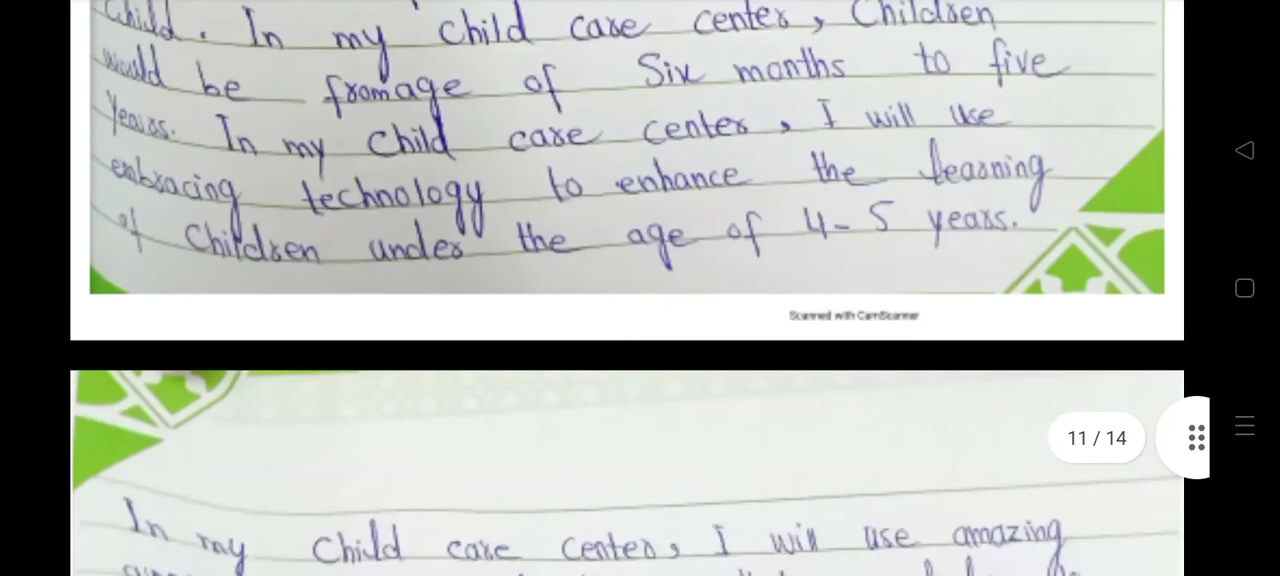 Child. In my Child care center, Children
would be fromage of Six months to five
Years. In my Child care center, I will use
embracing technology to enhance the learning
of Children under the age of 4-5 years.
Scanned with CamScanner
11 / 14
In my Child care center, I will use amazing